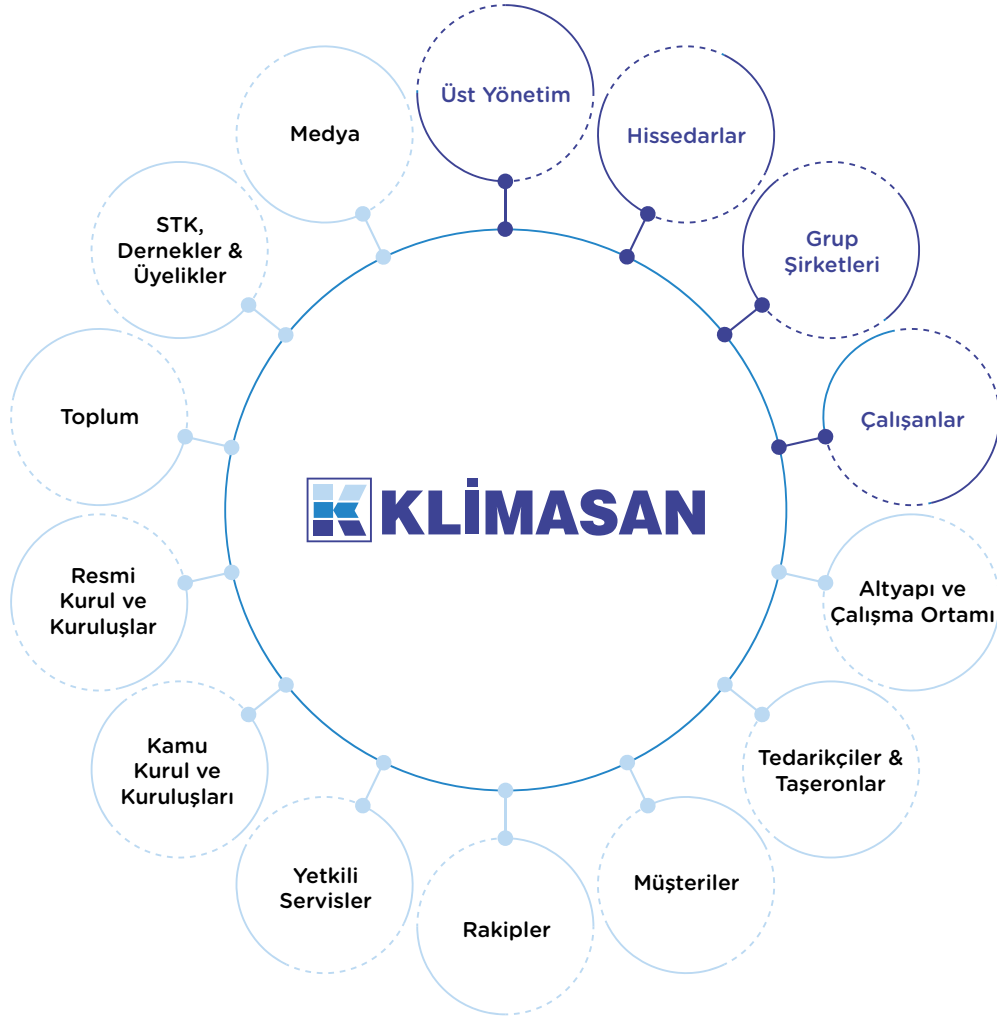 Üst Yönetim
Hissedarlar
Grup
Şirketleri
Çalışanlar
Altyapı ve
Çalışma Ortamı
Tedarikçiler &
Taşeronlar
Müşteriler
Rakipler
Yetkili
Servisler
Kamu
Kurul ve
Kuruluşları
Resmi
Kurul ve
Kuruluşlar
Toplum
STK,
Dernekler &
Üyelikler
Medya
KLİMASAN